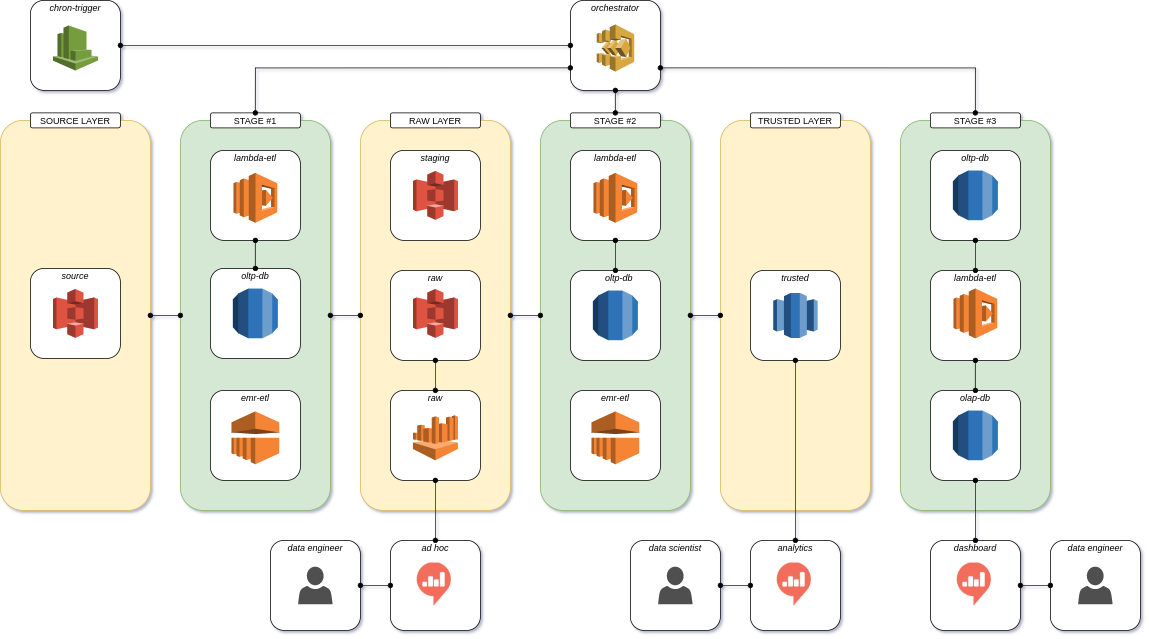 chron-trigger
orchestrator
SOURCE LAYER
STAGE #1
RAW LAYER
STAGE #2
TRUSTED LAYER
STAGE #3
lambda-etl
staging
lambda-etl
oltp-db
source
oltp-db
raw
oltp-db
trusted
lambda-etl
emr-etl
raw
emr-etl
olap-db
data engineer
ad hoc
data scientist
analytics
dashboard
data engineer